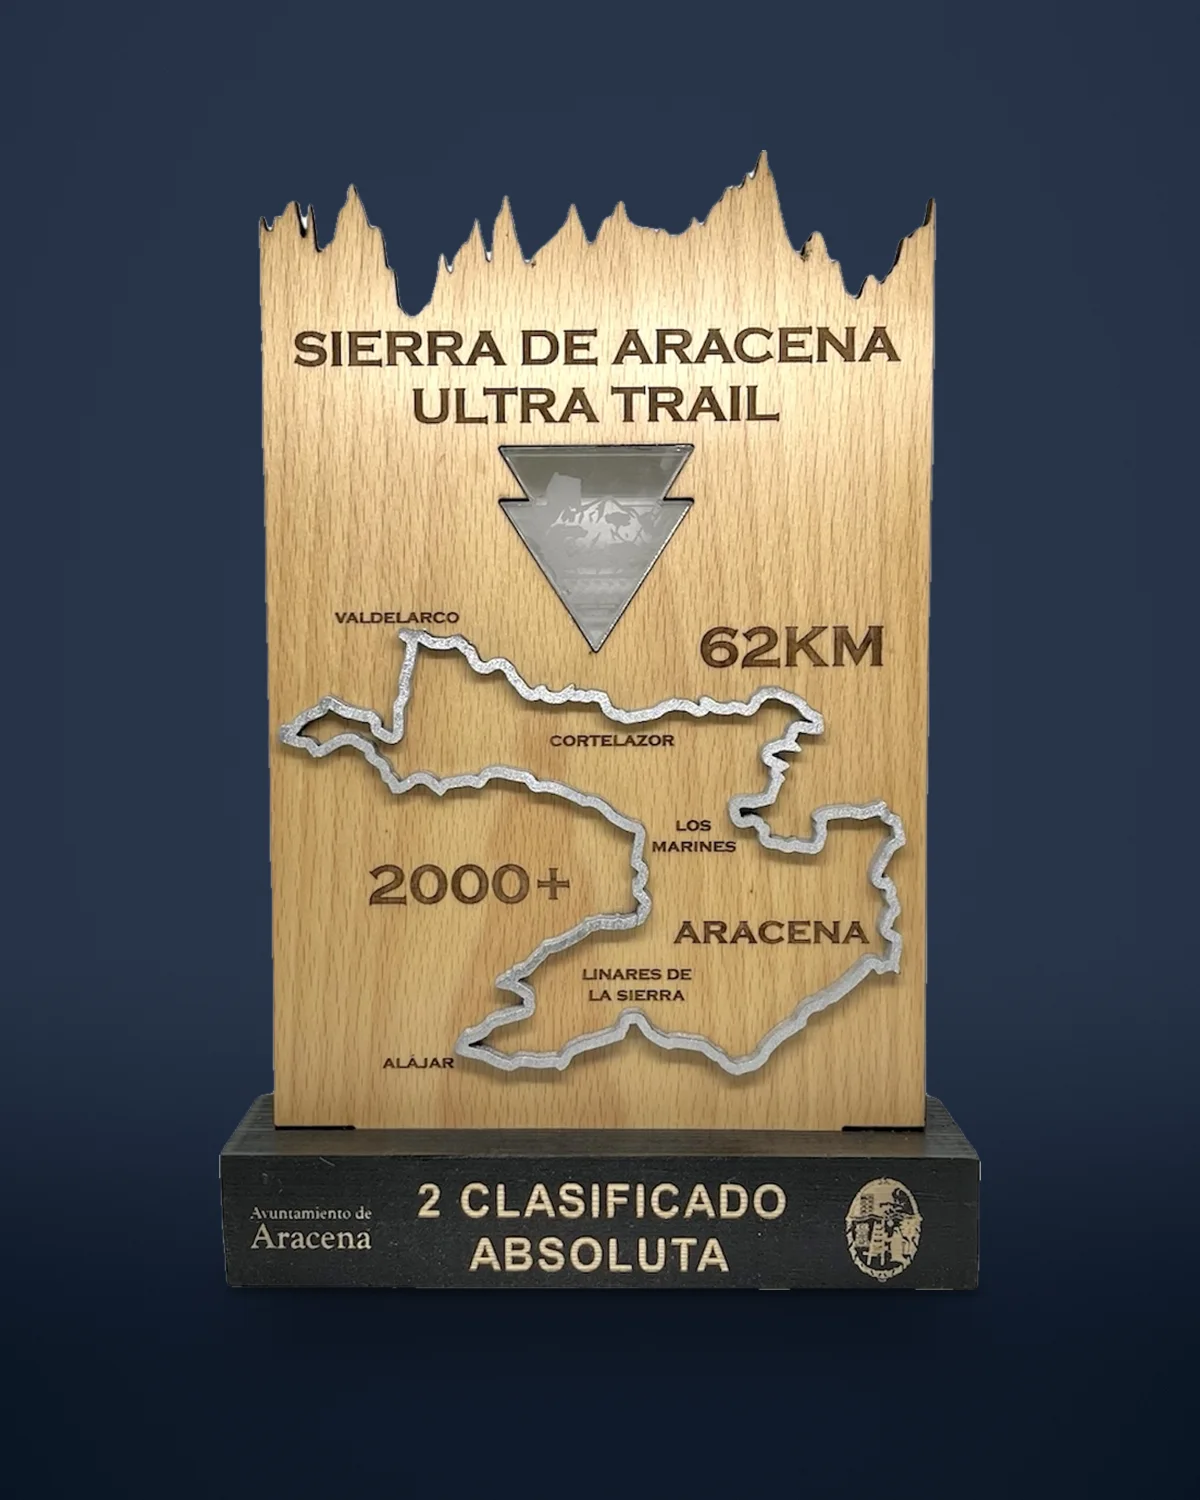 SIERRA DE ARACENA
ULTRA TRAIL
VALDELARCO
62KM
CORTELAZOR
LOS
MARINES
2000+
ARACENA
LINARES DE
LA SIERRA
ALÁJAR
Ayuntamiento de
Aracena
2 CLASIFICADO
ABSOLUTA